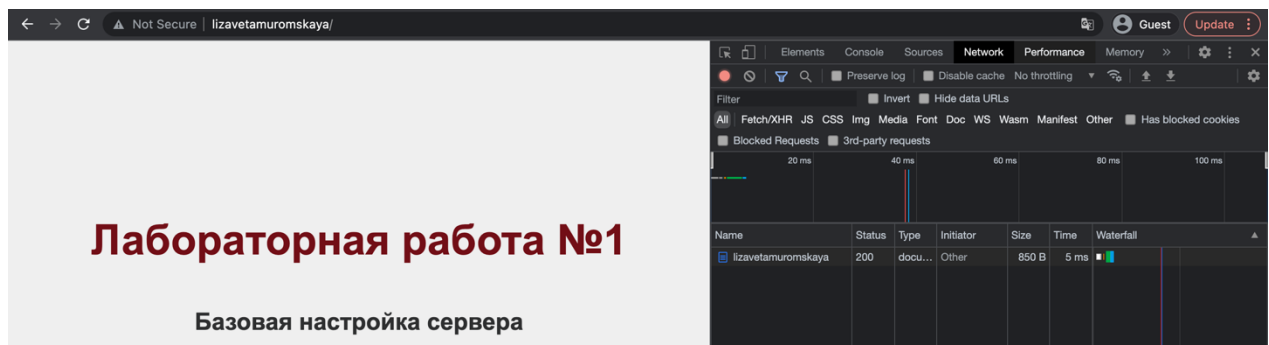 Not Secure | lizavetamuromskaya/ Guest Update
Elements Console Sources Network Performance Memory »
Preserve log Disable cache No throttling
Filter Invert Hide data URLs
All Fetch/XHR JS CSS Img Media Font Doc WS Wasm Manifest Other Has blocked cookies
Blocked Requests 3rd-party requests
20 ms 40 ms 60 ms 80 ms 100 ms
Name Status Type Initiator Size Time Waterfall
lizavetamuromskaya 200 docu... Other 850 B 5 ms
Лабораторная работа №1
Базовая настройка сервера